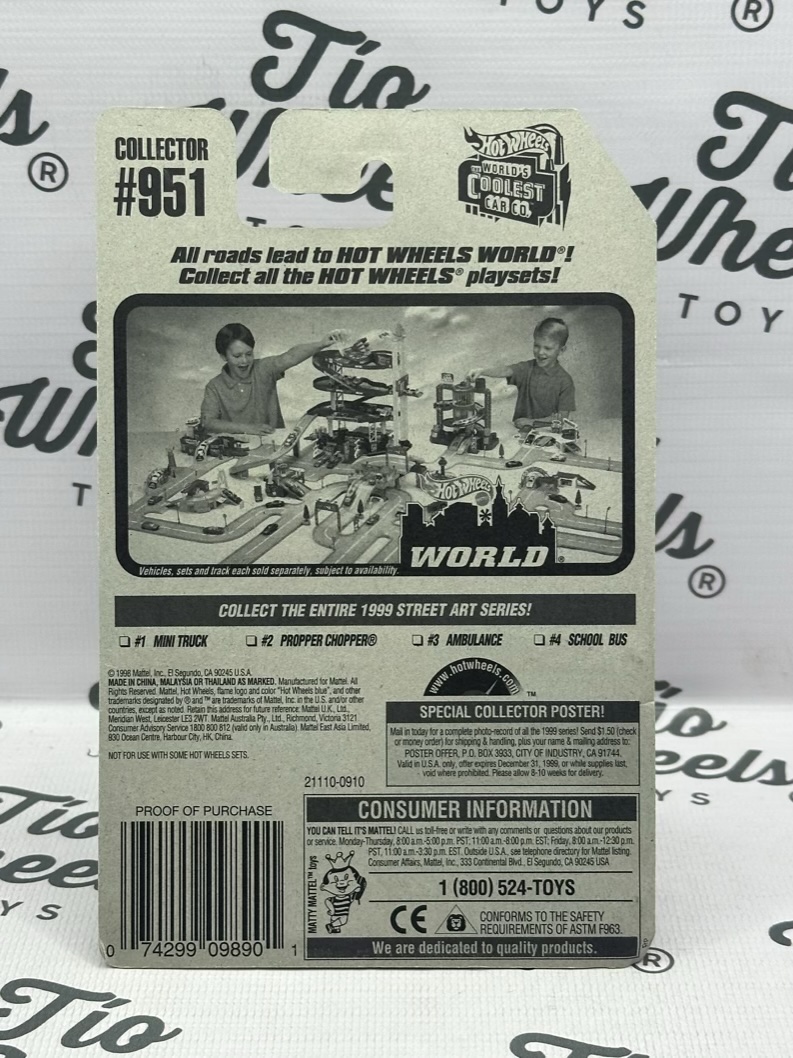 TOYS ®
Tio
Wheels
®
TOYS
COLLECTOR
#951
HOT WHEELS
THE WORLD'S
COOLEST
CAR CO.™
All roads lead to HOT WHEELS WORLD®!
Collect all the HOT WHEELS® playsets!
HOT WHEELS
WORLD®
Vehicles, sets and track each sold separately, subject to availability.
COLLECT THE ENTIRE 1999 STREET ART SERIES!
#1 MINI TRUCK #2 PROPPER CHOPPER® #3 AMBULANCE #4 SCHOOL BUS
© 1998 Mattel, Inc., El Segundo, CA 90245 U.S.A.
MADE IN CHINA, MALAYSIA OR THAILAND AS MARKED. Manufactured for Mattel. All
Rights Reserved. Mattel, Hot Wheels, flame logo and color "Hot Wheels blue", and other
trademarks designated by ® and ™ are trademarks of Mattel, Inc. in the U.S. and/or other
countries, except as noted. Retain this address for future reference: Mattel U.K., Ltd.,
Meridian West, Leicester LE3 2WT. Mattel Australia Pty., Ltd., Richmond, Victoria 3121
Consumer Advisory Service 1800 800 812 (valid only in Australia). Mattel East Asia Limited,
930 Ocean Centre, Harbour City, HK, China.
NOT FOR USE WITH SOME HOT WHEELS SETS.
21110-0910
www.hotwheels.com ™
SPECIAL COLLECTOR POSTER!
Mail in today for a complete photo-record of all the 1999 series! Send $1.50 (check
or money order) for shipping & handling, plus your name & mailing address to:
POSTER OFFER, P.O. BOX 3933, CITY OF INDUSTRY, CA 91744.
Valid in U.S.A. only, offer expires December 31, 1999, or while supplies last,
void where prohibited. Please allow 8-10 weeks for delivery.
PROOF OF PURCHASE
0 74299 09890 1
CONSUMER INFORMATION
YOU CAN TELL IT'S MATTEL! CALL us toll-free or write with any comments or questions about our products
or service. Monday-Thursday, 8:00 a.m.-5:00 p.m. PST; 11:00 a.m.-8:00 p.m. EST; Friday, 8:00 a.m.-12:30 p.m.
PST, 11:00 a.m.-3:30 p.m. EST. Outside U.S.A., see telephone directory for Mattel listing.
Consumer Affairs, Mattel, Inc., 333 Continental Blvd., El Segundo, CA 90245 USA
MATTY MATTEL™ toys
1 (800) 524-TOYS
CE
CONFORMS TO THE SAFETY
REQUIREMENTS OF ASTM F963.
We are dedicated to quality products.